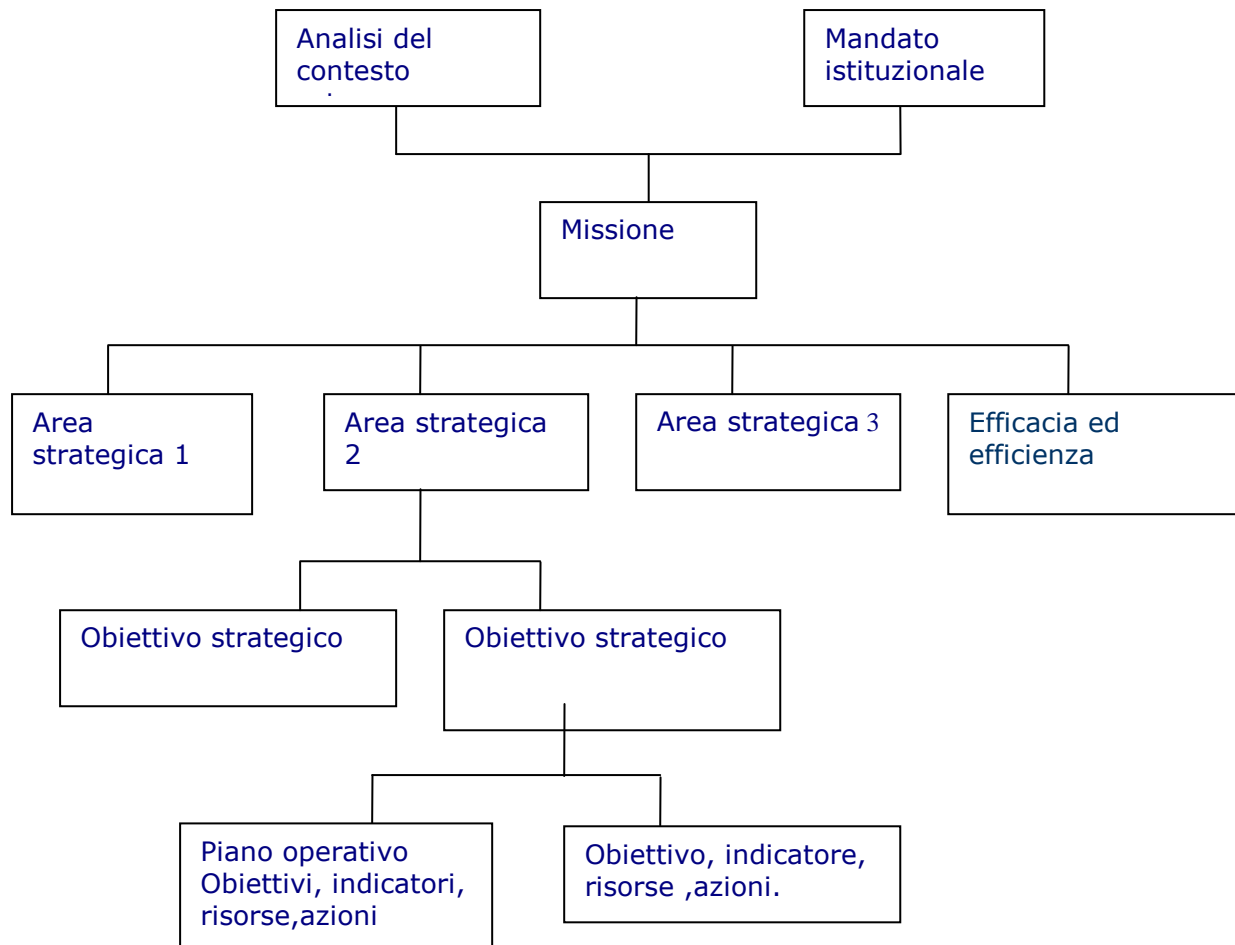 Analisi del
contesto
Mandato
istituzionale
Missione
Area
strategica 1
Area strategica
2
Area strategica 3
Efficacia ed
efficienza
Obiettivo strategico
Obiettivo strategico
Piano operativo
Obiettivi, indicatori,
risorse,azioni
Obiettivo, indicatore,
risorse ,azioni.